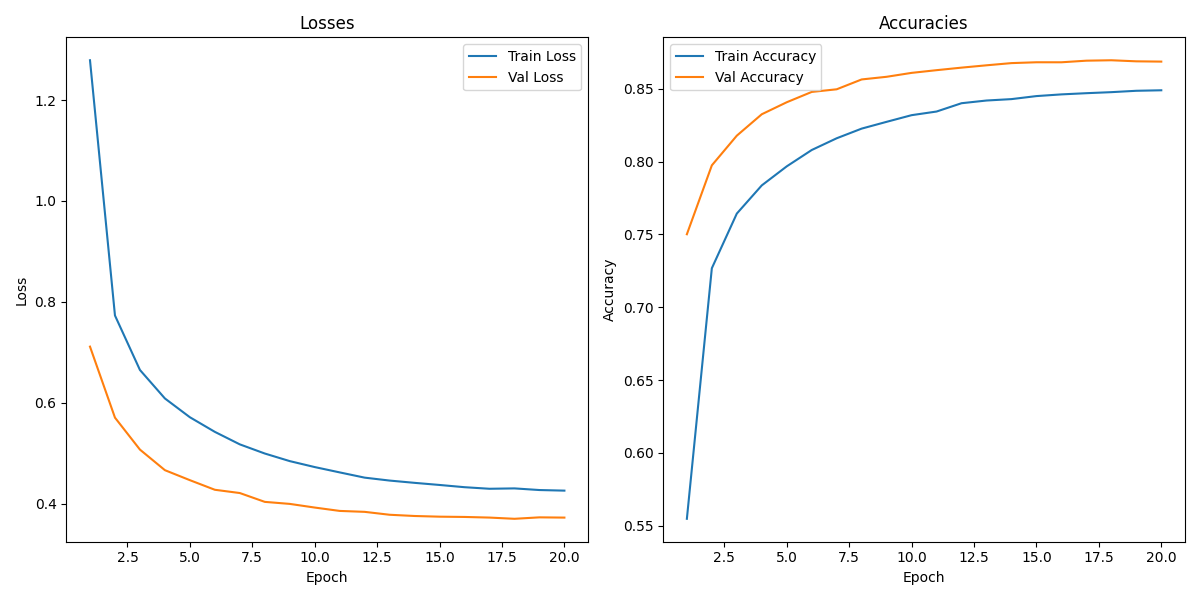 Losses
Train Loss
Val Loss
1.2
1.0
0.8
0.6
0.4
Loss
2.5 5.0 7.5 10.0 12.5 15.0 17.5 20.0
Epoch
Accuracies
Train Accuracy
Val Accuracy
0.85
0.80
0.75
0.70
0.65
0.60
0.55
Accuracy
2.5 5.0 7.5 10.0 12.5 15.0 17.5 20.0
Epoch